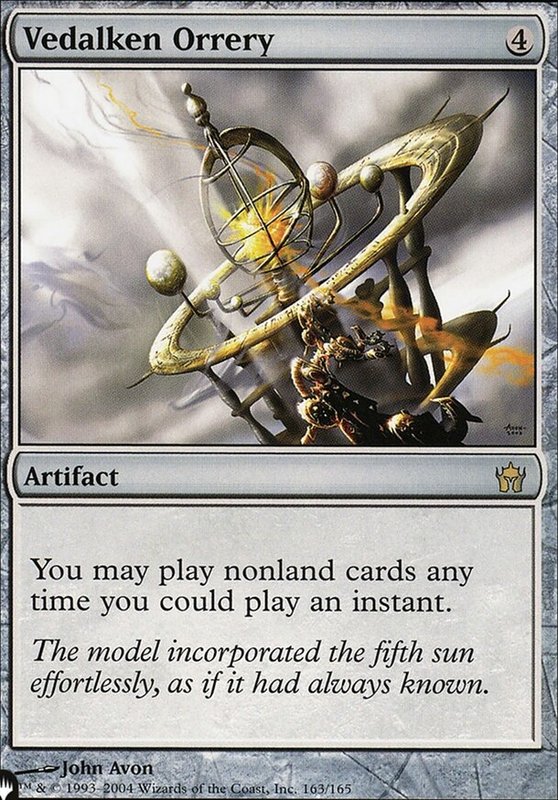 Vedalken Orrery 4
Artifact
You may play nonland cards any
time you could play an instant.
The model incorporated the fifth sun
effortlessly, as if it had always known.
John Avon
™ & © 1993-2004 Wizards of the Coast, Inc. 163/165